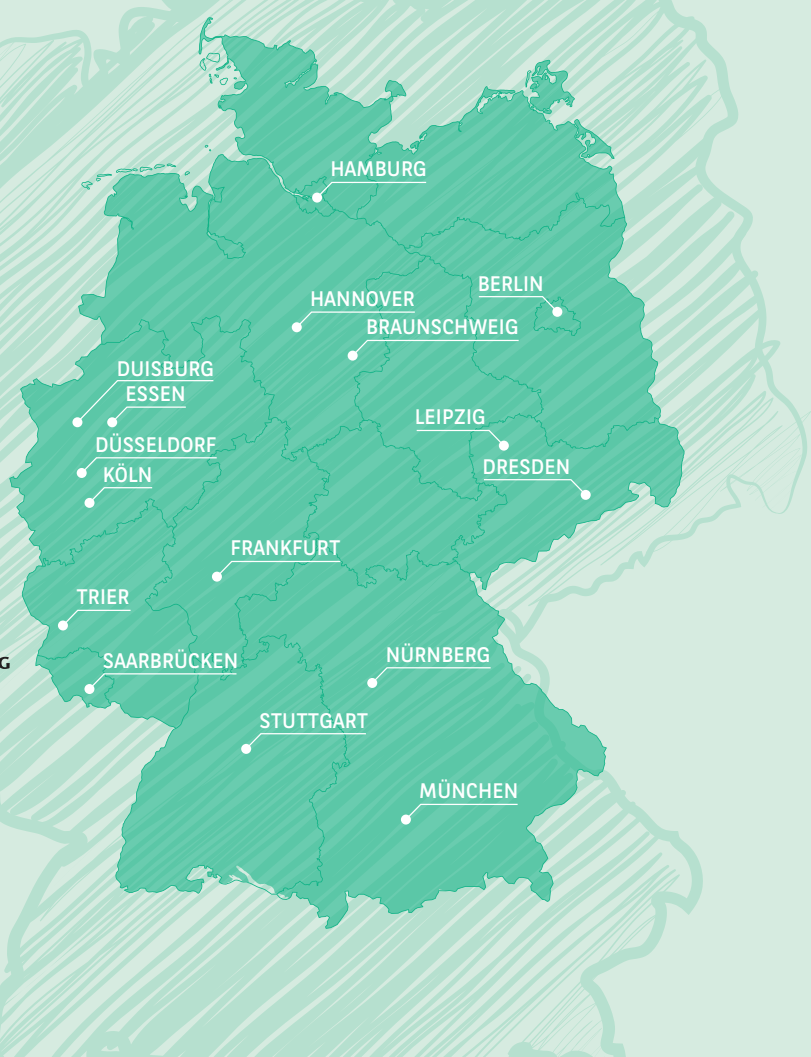 HAMBURG
BERLIN
HANNOVER
BRAUNSCHWEIG
DUISBURG
ESSEN
LEIPZIG
DÜSSELDORF
DRESDEN
KÖLN
FRANKFURT
TRIER
G
SAARBRÜCKEN
NÜRNBERG
STUTTGART
MÜNCHEN